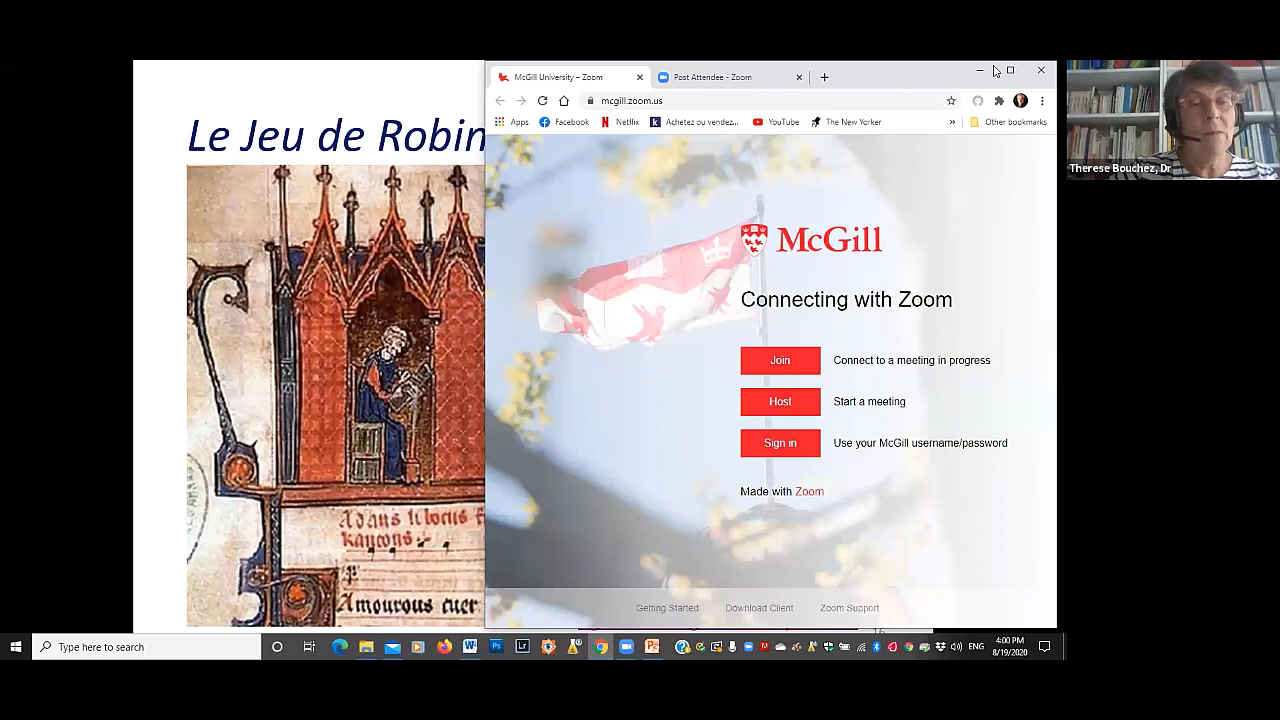 Le Jeu de Robin
McGill University – Zoom
Post Attendee - Zoom
mcgill.zoom.us
Apps
Facebook
Netflix
Achetez ou vendez...
YouTube
The New Yorker
»
Other bookmarks
McGill
Connecting with Zoom
Join
Connect to a meeting in progress
Host
Start a meeting
Sign in
Use your McGill username/password
Made with Zoom
Getting Started
Download Client
Zoom Support
Therese Bouchez, Dr
Adans li bocus
kançons
Amourous cuer
Type here to search
ENG
4:00 PM
8/19/2020